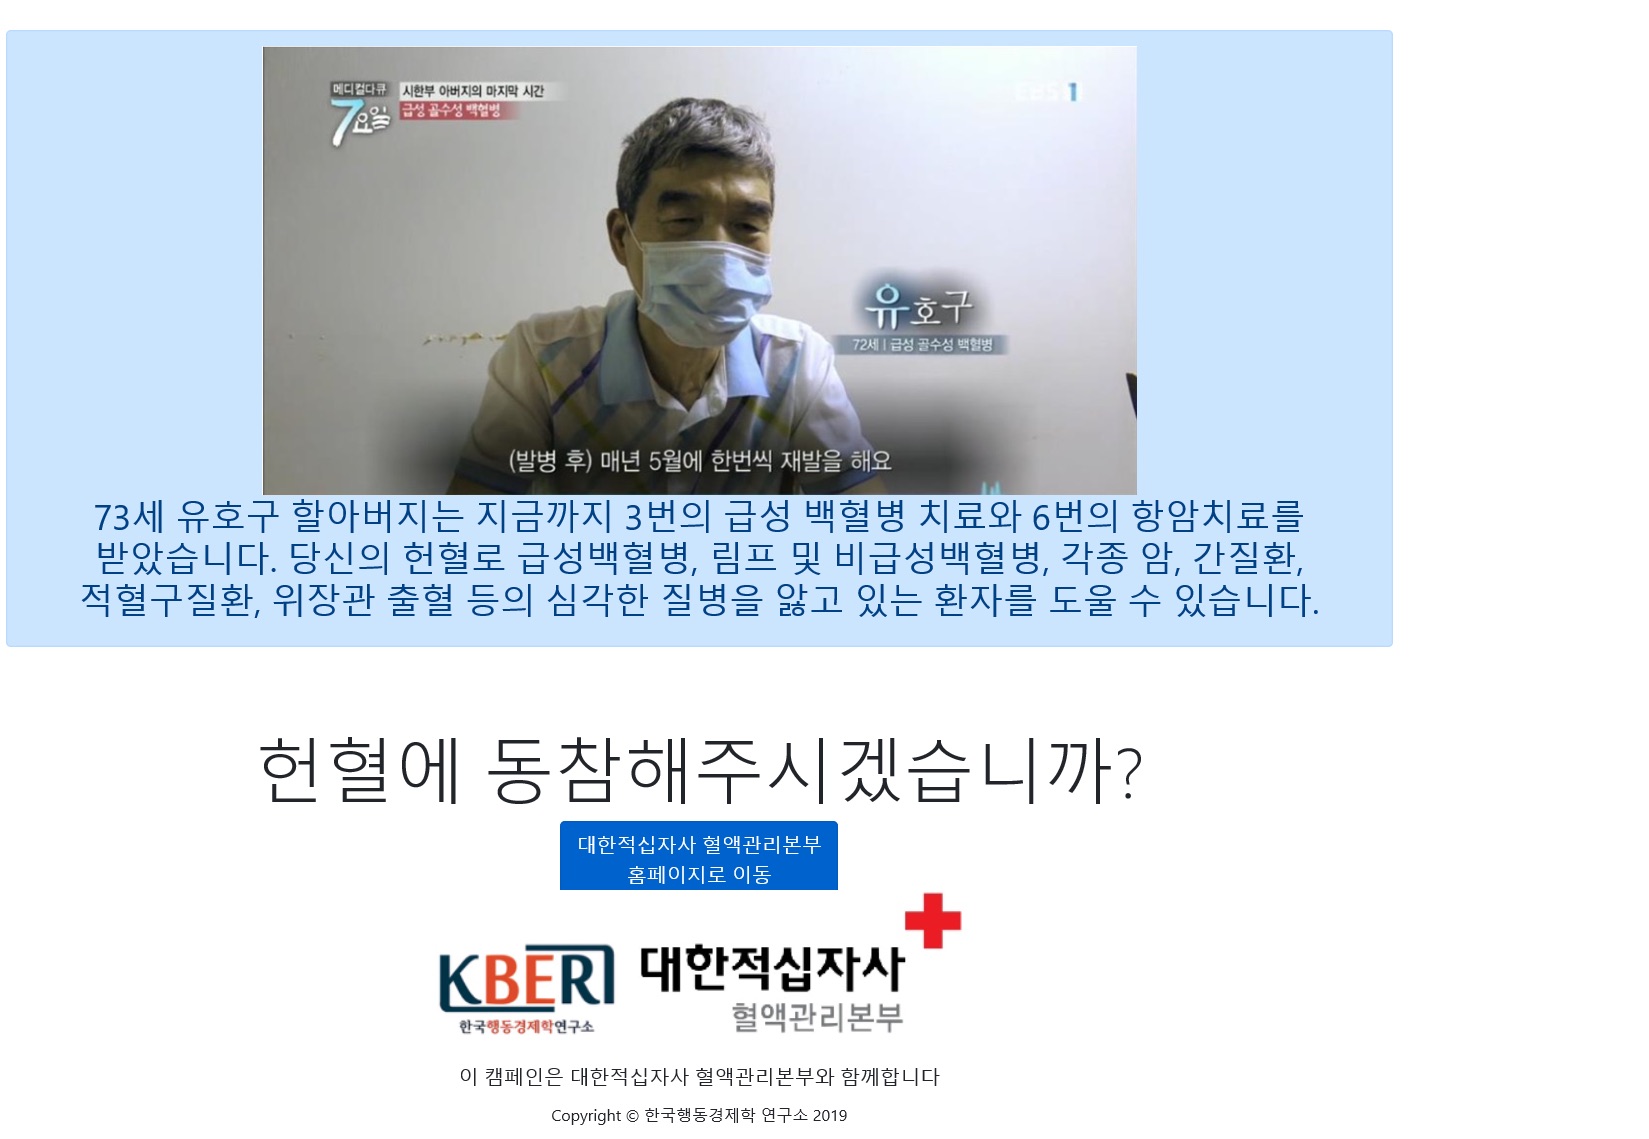 메디컬다큐
7요일
시한부 아버지의 마지막 시간
급성 골수성 백혈병
EBS 1
유호구
72세 | 급성 골수성 백혈병
(발병 후) 매년 5월에 한번씩 재발을 해요
73세 유호구 할아버지는 지금까지 3번의 급성 백혈병 치료와 6번의 항암치료를
받았습니다. 당신의 헌혈로 급성백혈병, 림프 및 비급성백혈병, 각종 암, 간질환,
적혈구질환, 위장관 출혈 등의 심각한 질병을 앓고 있는 환자를 도울 수 있습니다.
헌혈에 동참해주시겠습니까?
대한적십자사 혈액관리본부
홈페이지로 이동
KBERI
한국행동경제학연구소
대한적십자사
혈액관리본부
이 캠페인은 대한적십자사 혈액관리본부와 함께합니다
Copyright © 한국행동경제학 연구소 2019